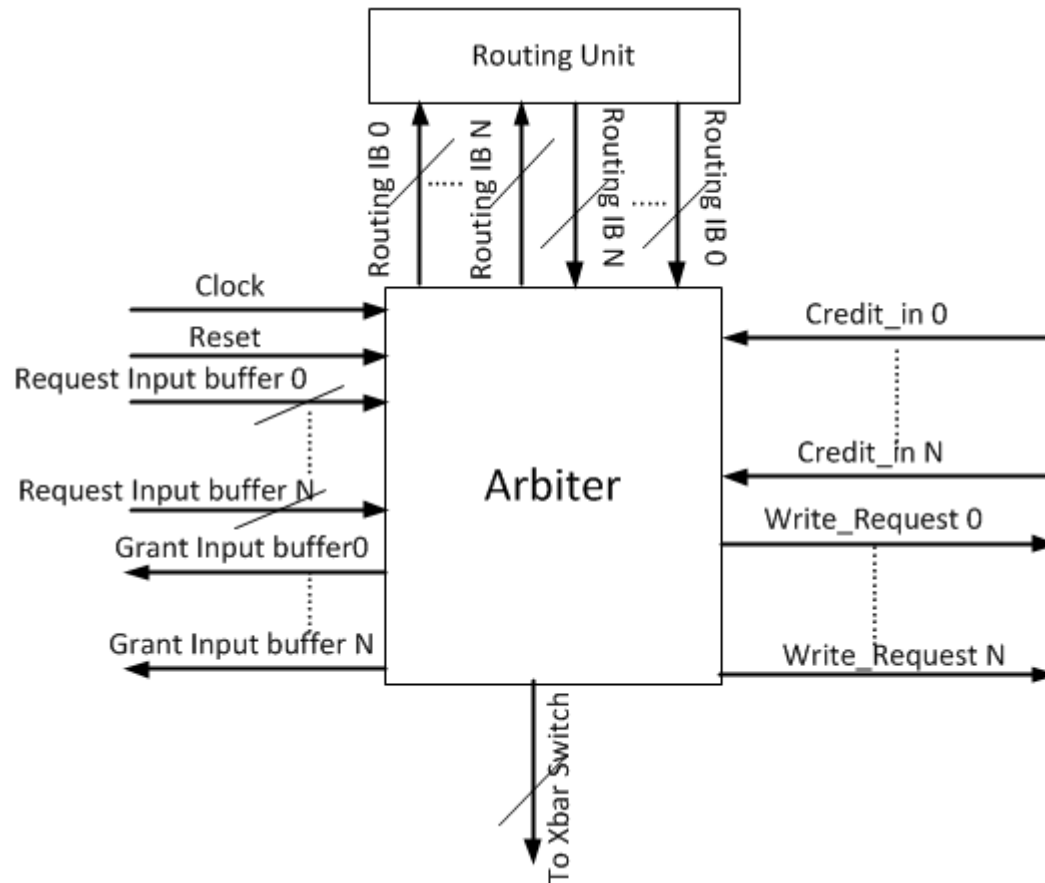 Routing Unit
Routing IB 0
Routing IB N
Routing IB N
Routing IB 0
Clock
Reset
Request Input buffer 0
Request Input buffer N
Grant Input buffer0
Grant Input buffer N
Arbiter
Credit_in 0
Credit_in N
Write_Request 0
Write_Request N
To Xbar Switch